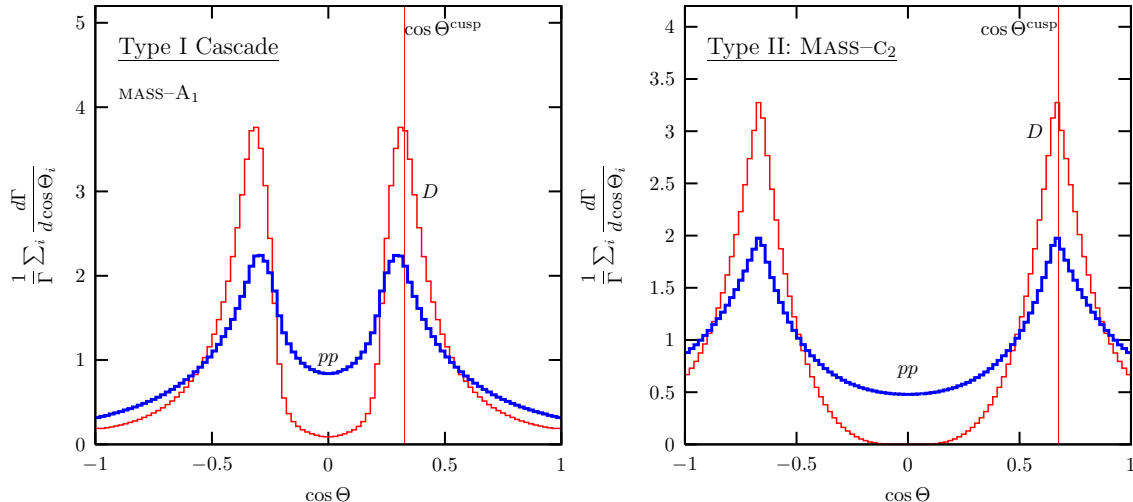 Type I Cascade
MASS–A₁
cos Θᶜᵘˢᵖ
D
pp
1/Γ ∑ᵢ dΓ/d cos Θᵢ
0
1
2
3
4
5
−1
−0.5
0
0.5
1
cos Θ
Type II: MASS–C₂
cos Θᶜᵘˢᵖ
D
pp
1/Γ ∑ᵢ dΓ/d cos Θᵢ
0
0.5
1
1.5
2
2.5
3
3.5
4
−1
−0.5
0
0.5
1
cos Θ